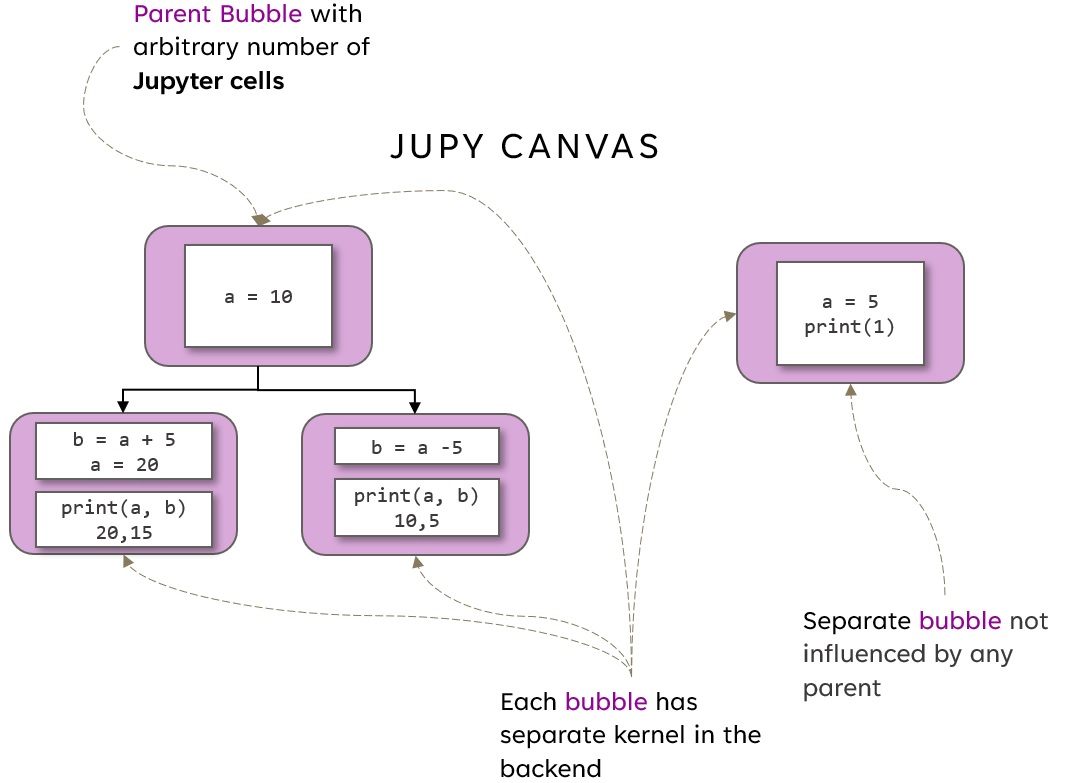 Parent Bubble with
arbitrary number of
Jupyter cells
JUPY CANVAS
a = 10
a = 5
print(1)
b = a + 5
a = 20
print(a, b)
20,15
b = a -5
print(a, b)
10,5
Separate bubble not
influenced by any
parent
Each bubble has
separate kernel in the
backend